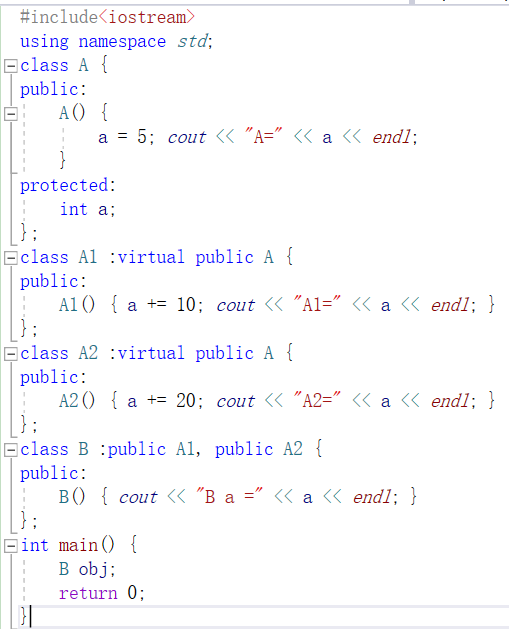 #include<iostream>
using namespace std;
class A {
public:
    A() {
        a = 5; cout << "A=" << a << endl;
    }
protected:
    int a;
};
class A1 :virtual public A {
public:
    A1() { a += 10; cout << "A1=" << a << endl; }
};
class A2 :virtual public A {
public:
    A2() { a += 20; cout << "A2=" << a << endl; }
};
class B :public A1, public A2 {
public:
    B() { cout << "B a =" << a << endl; }
};
int main() {
    B obj;
    return 0;
}